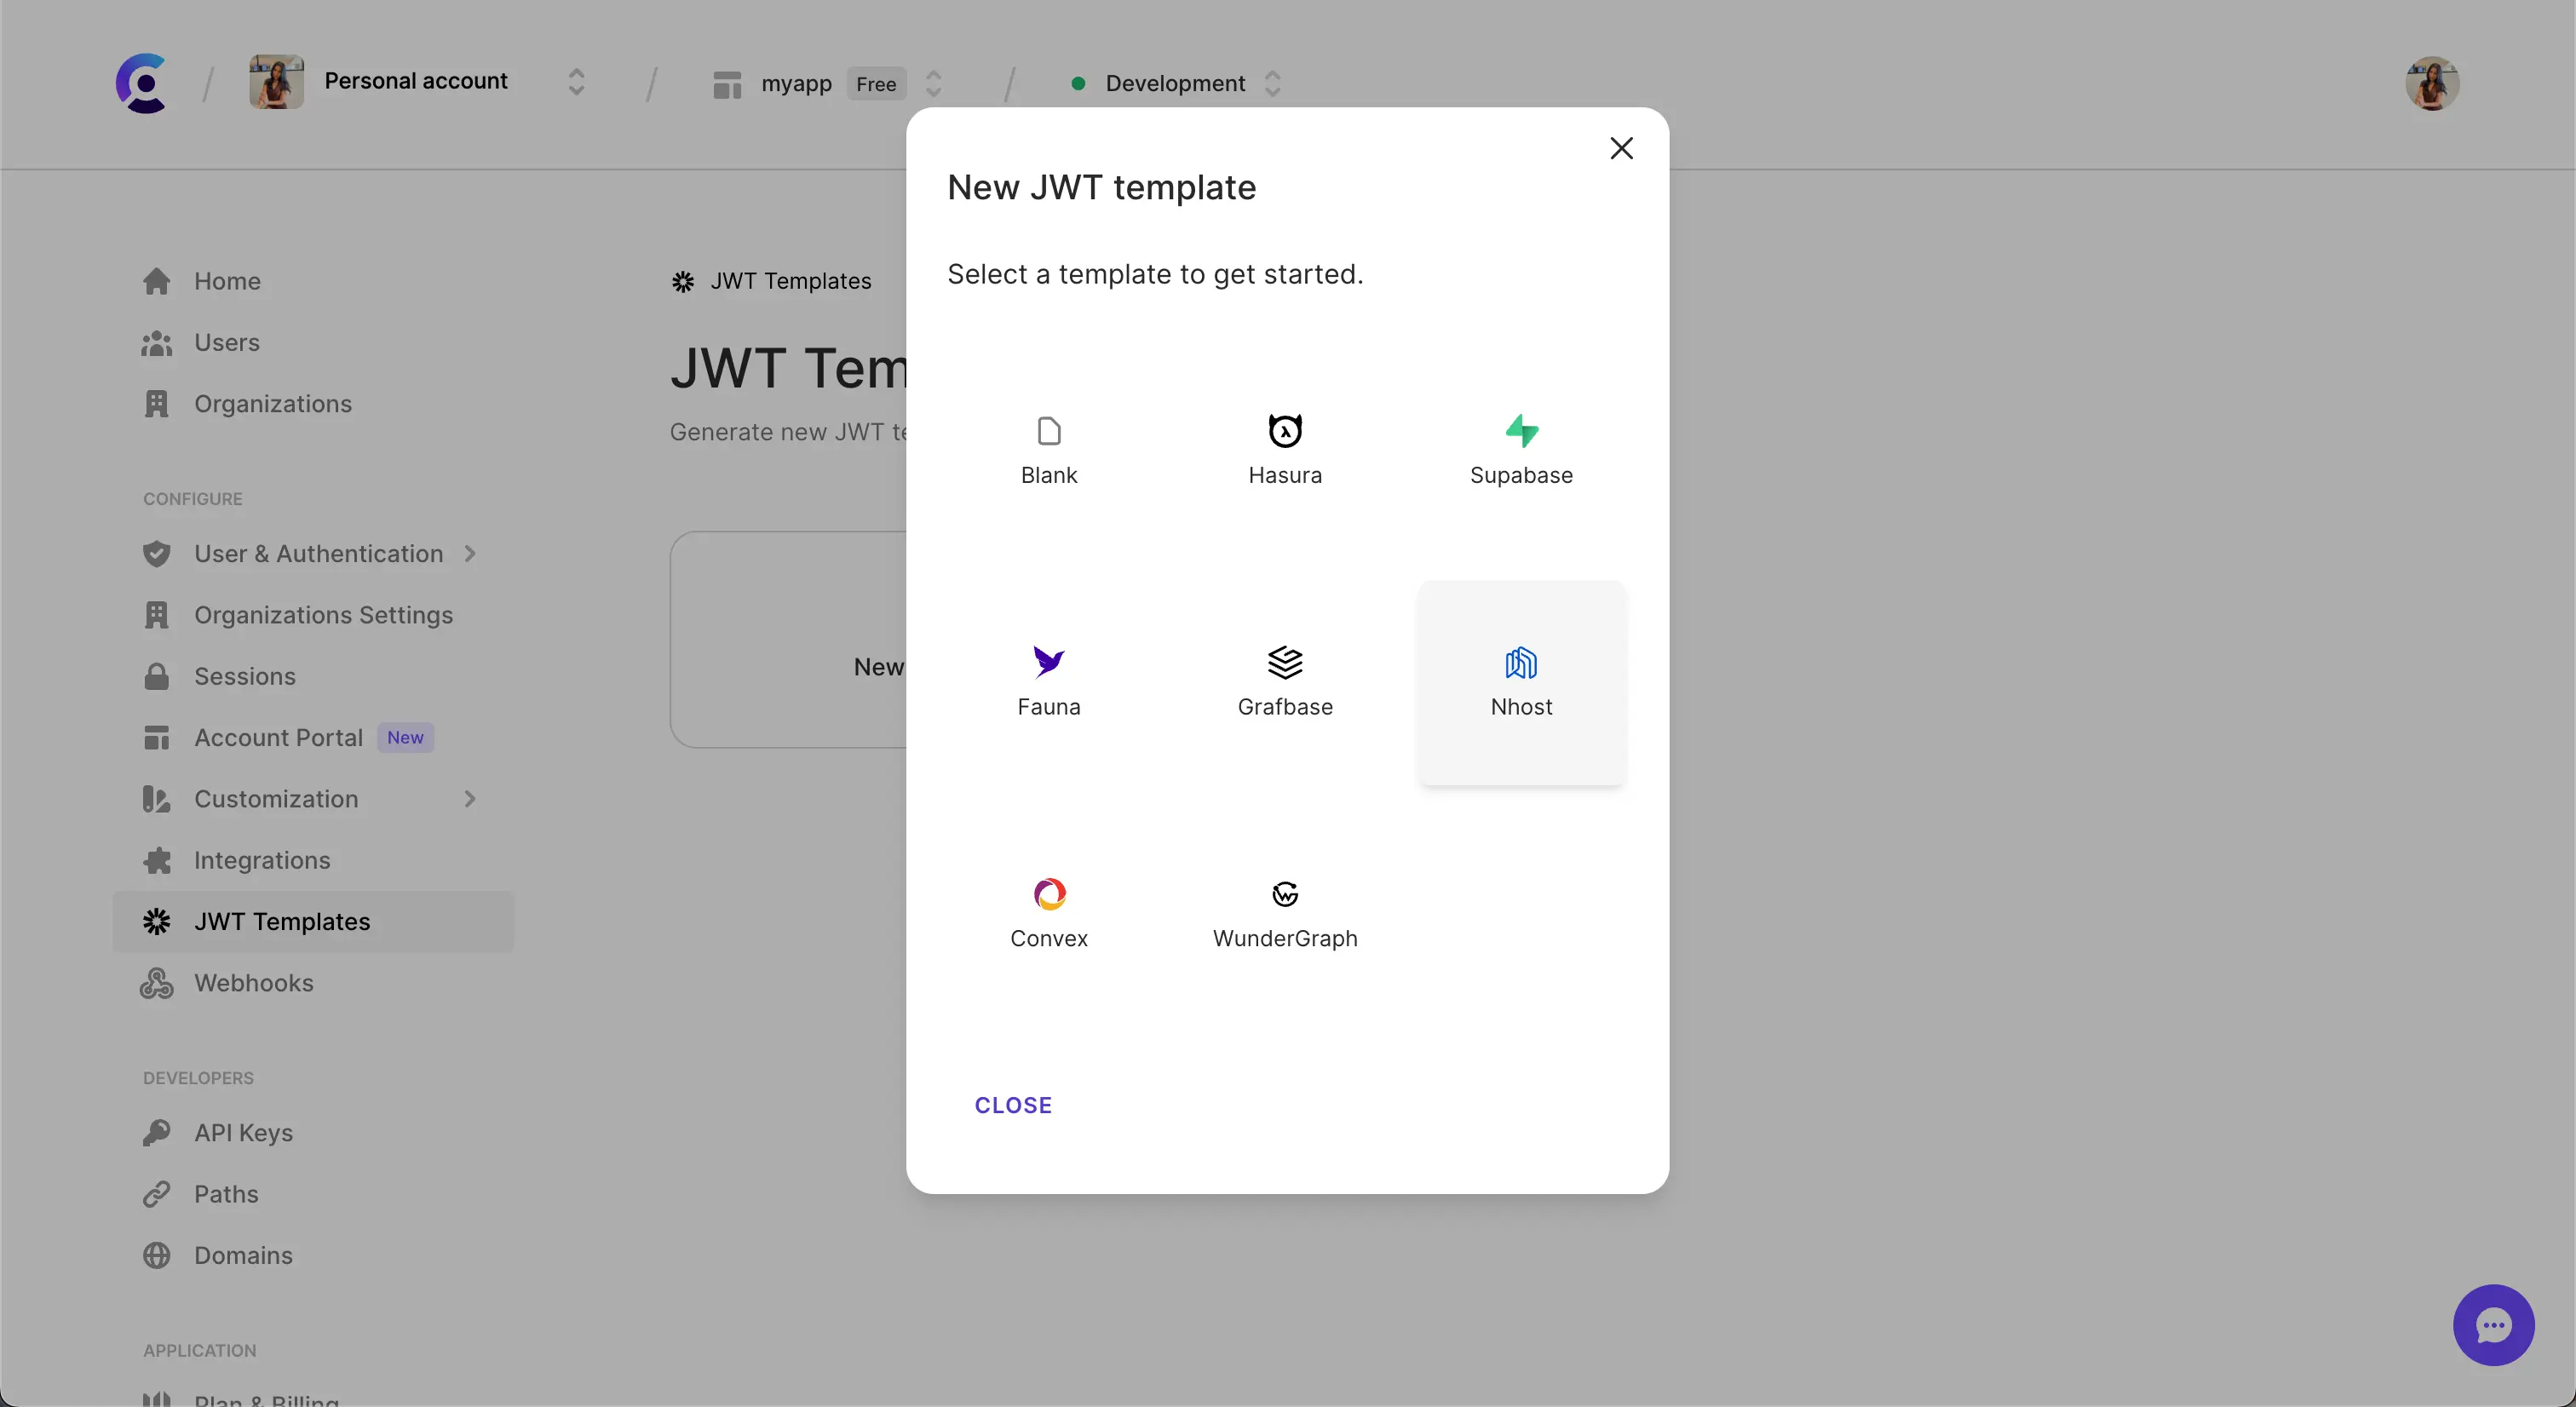 Personal account
myapp Free
Development
New JWT template
Select a template to get started.
Blank
Hasura
Supabase
Fauna
Grafbase
Nhost
Convex
WunderGraph
CLOSE
Home
Users
Organizations
CONFIGURE
User & Authentication
Organizations Settings
Sessions
Account Portal New
Customization
Integrations
JWT Templates
Webhooks
DEVELOPERS
API Keys
Paths
Domains
APPLICATION
Plan & Billing
JWT Templates
JWT Tem
Generate new JWT te
New